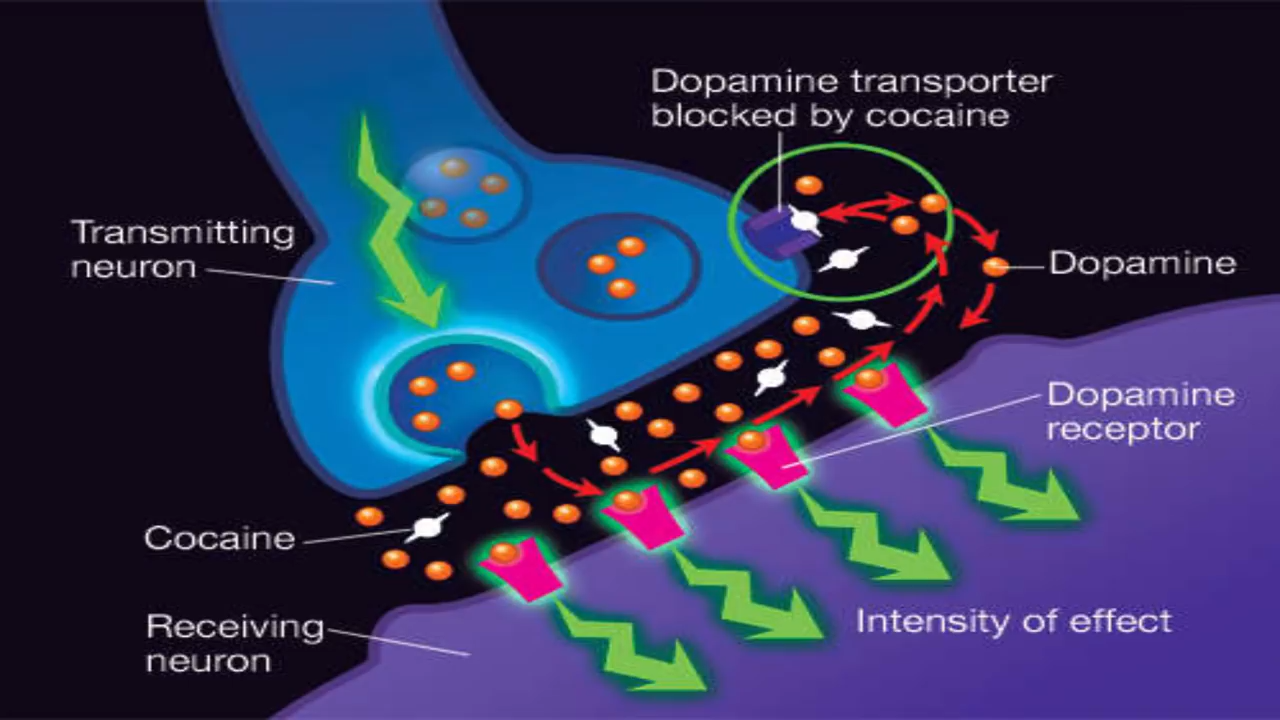 Dopamine transporter
blocked by cocaine
Transmitting
neuron
Dopamine
Dopamine
receptor
Cocaine
Intensity of effect
Receiving
neuron